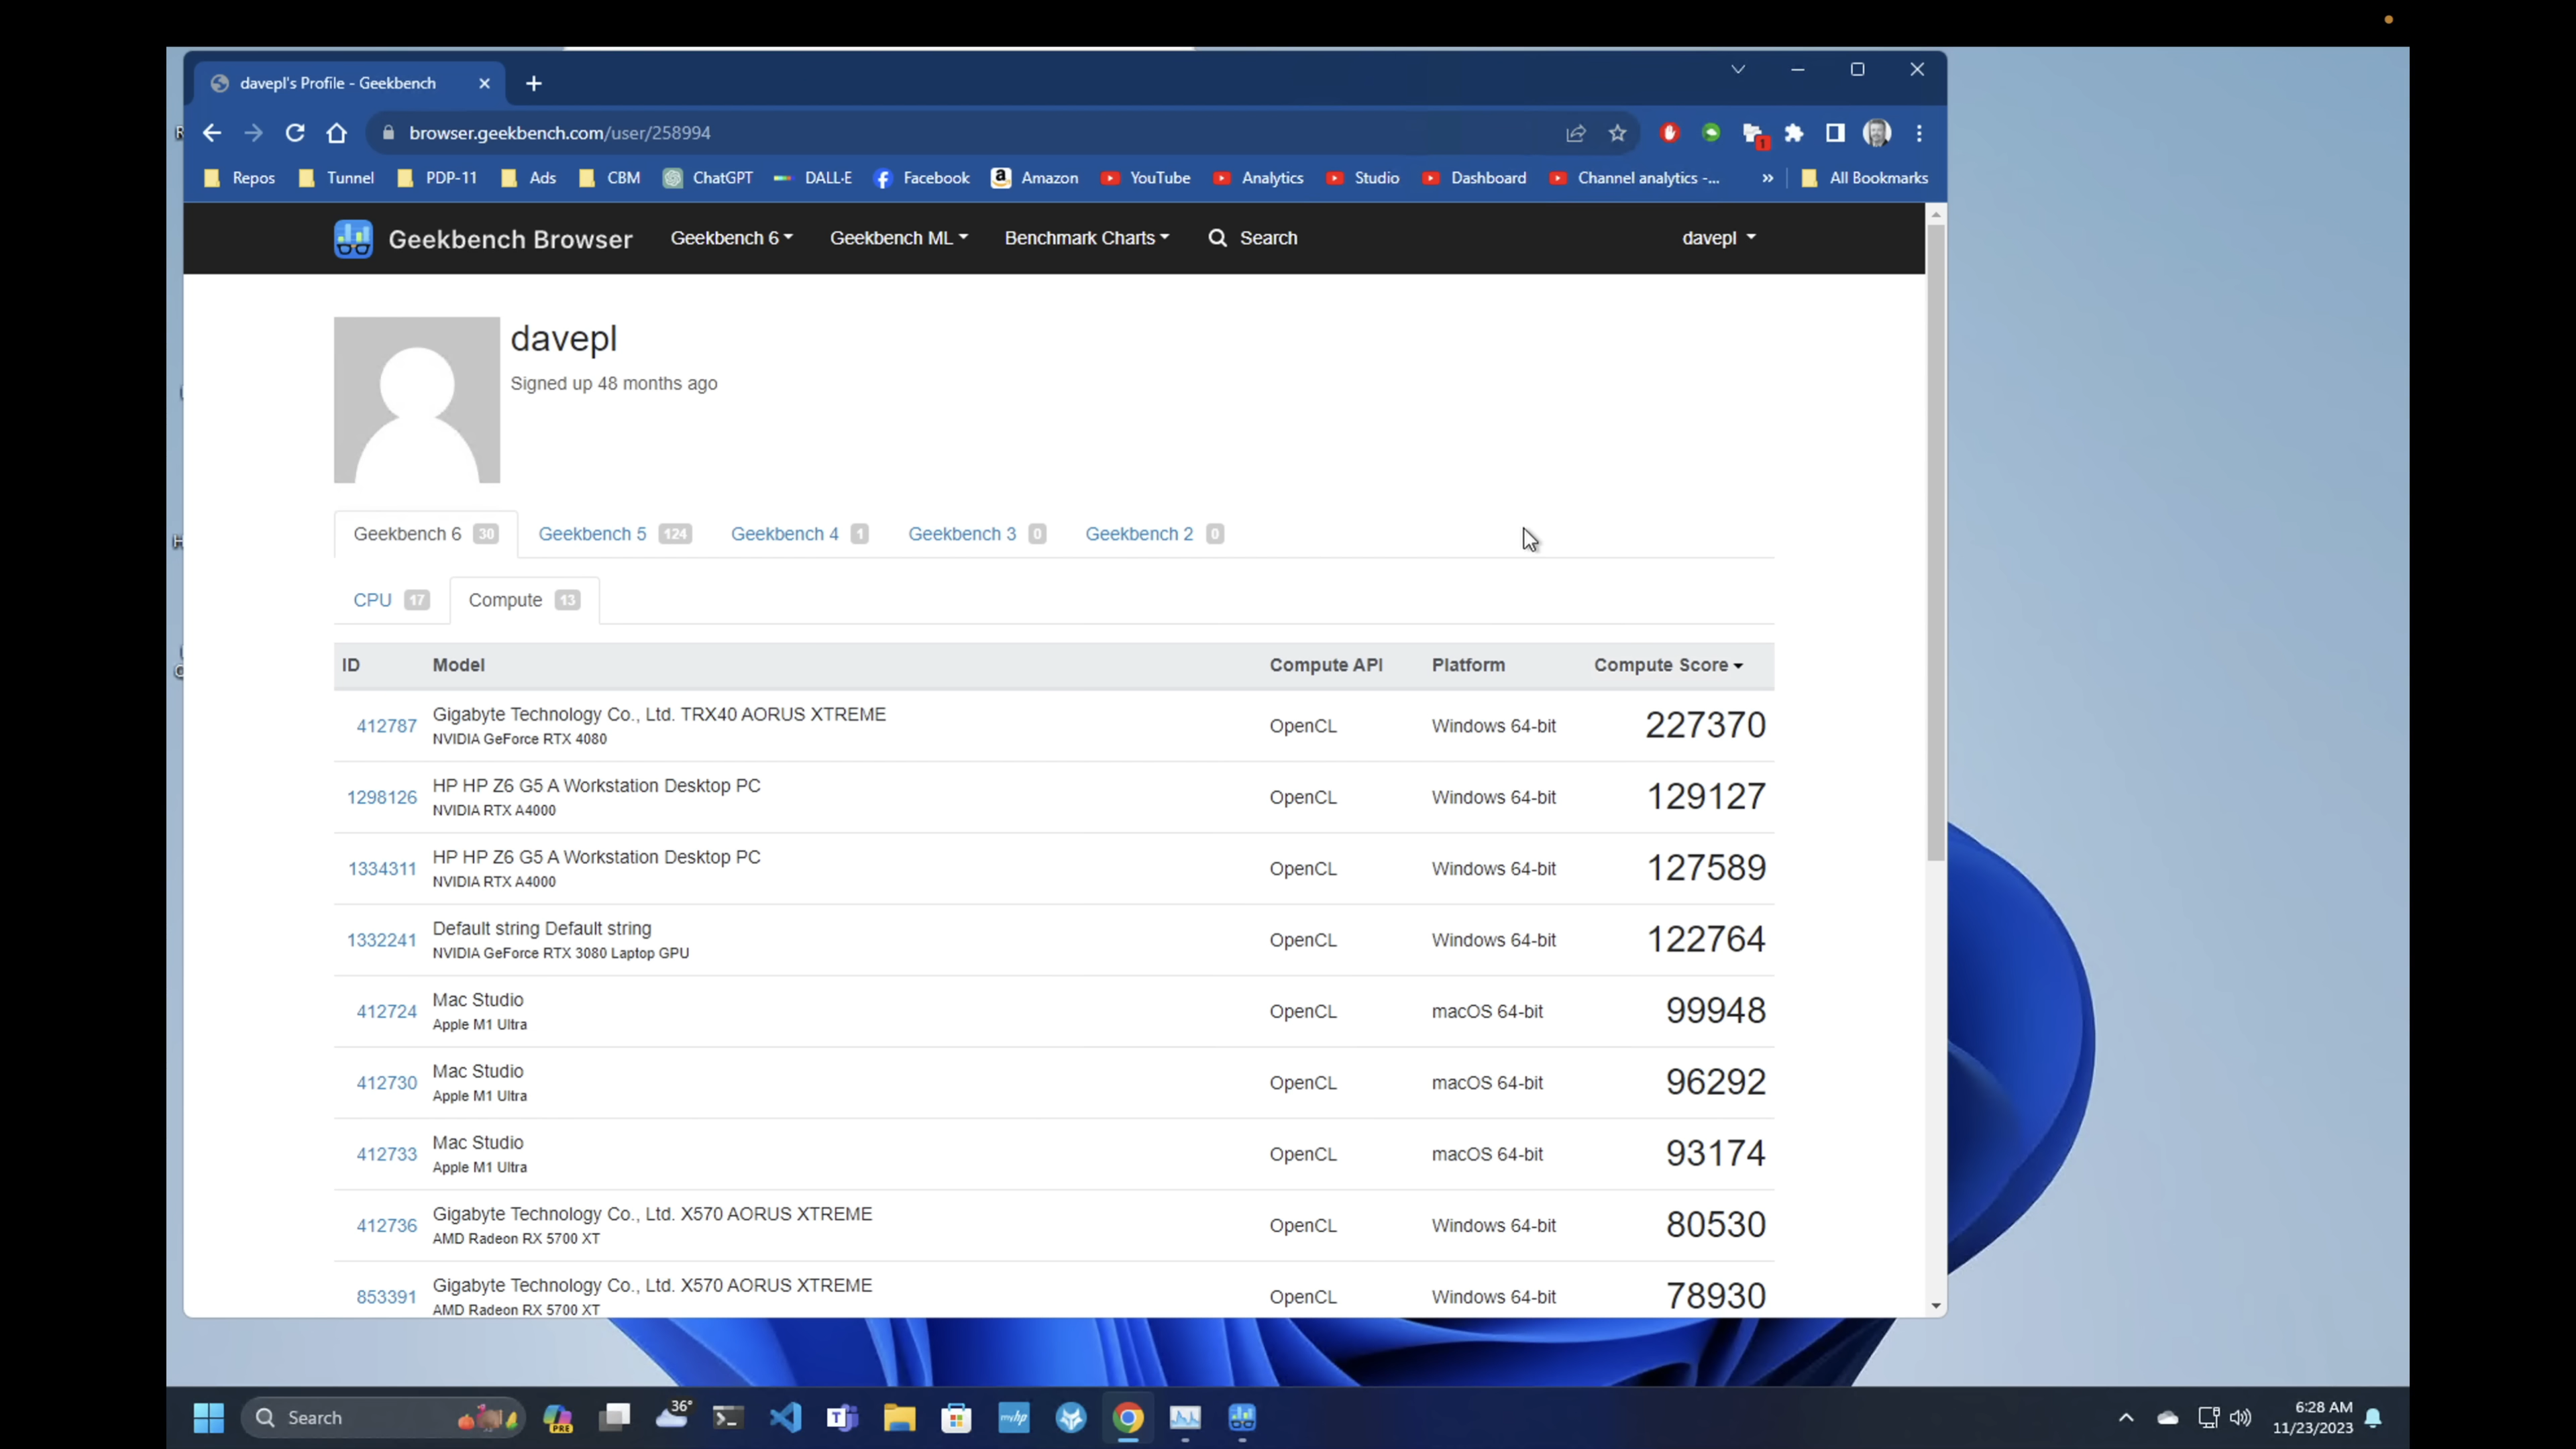 davepl's Profile - Geekbench
browser.geekbench.com/user/258994
Repos Tunnel PDP-11 Ads CBM ChatGPT DALL·E Facebook Amazon YouTube Analytics Studio Dashboard Channel analytics -... » All Bookmarks
Geekbench Browser Geekbench 6 Geekbench ML Benchmark Charts Search davepl
davepl
Signed up 48 months ago
Geekbench 6 30 Geekbench 5 124 Geekbench 4 1 Geekbench 3 0 Geekbench 2 0
CPU 17 Compute 13
ID Model Compute API Platform Compute Score
412787 Gigabyte Technology Co., Ltd. TRX40 AORUS XTREME OpenCL Windows 64-bit 227370
NVIDIA GeForce RTX 4080
1298126 HP HP Z6 G5 A Workstation Desktop PC OpenCL Windows 64-bit 129127
NVIDIA RTX A4000
1334311 HP HP Z6 G5 A Workstation Desktop PC OpenCL Windows 64-bit 127589
NVIDIA RTX A4000
1332241 Default string Default string OpenCL Windows 64-bit 122764
NVIDIA GeForce RTX 3080 Laptop GPU
412724 Mac Studio OpenCL macOS 64-bit 99948
Apple M1 Ultra
412730 Mac Studio OpenCL macOS 64-bit 96292
Apple M1 Ultra
412733 Mac Studio OpenCL macOS 64-bit 93174
Apple M1 Ultra
412736 Gigabyte Technology Co., Ltd. X570 AORUS XTREME OpenCL Windows 64-bit 80530
AMD Radeon RX 5700 XT
853391 Gigabyte Technology Co., Ltd. X570 AORUS XTREME OpenCL Windows 64-bit 78930
AMD Radeon RX 5700 XT
Search PRE 36° myhp 6:28 AM
11/23/2023